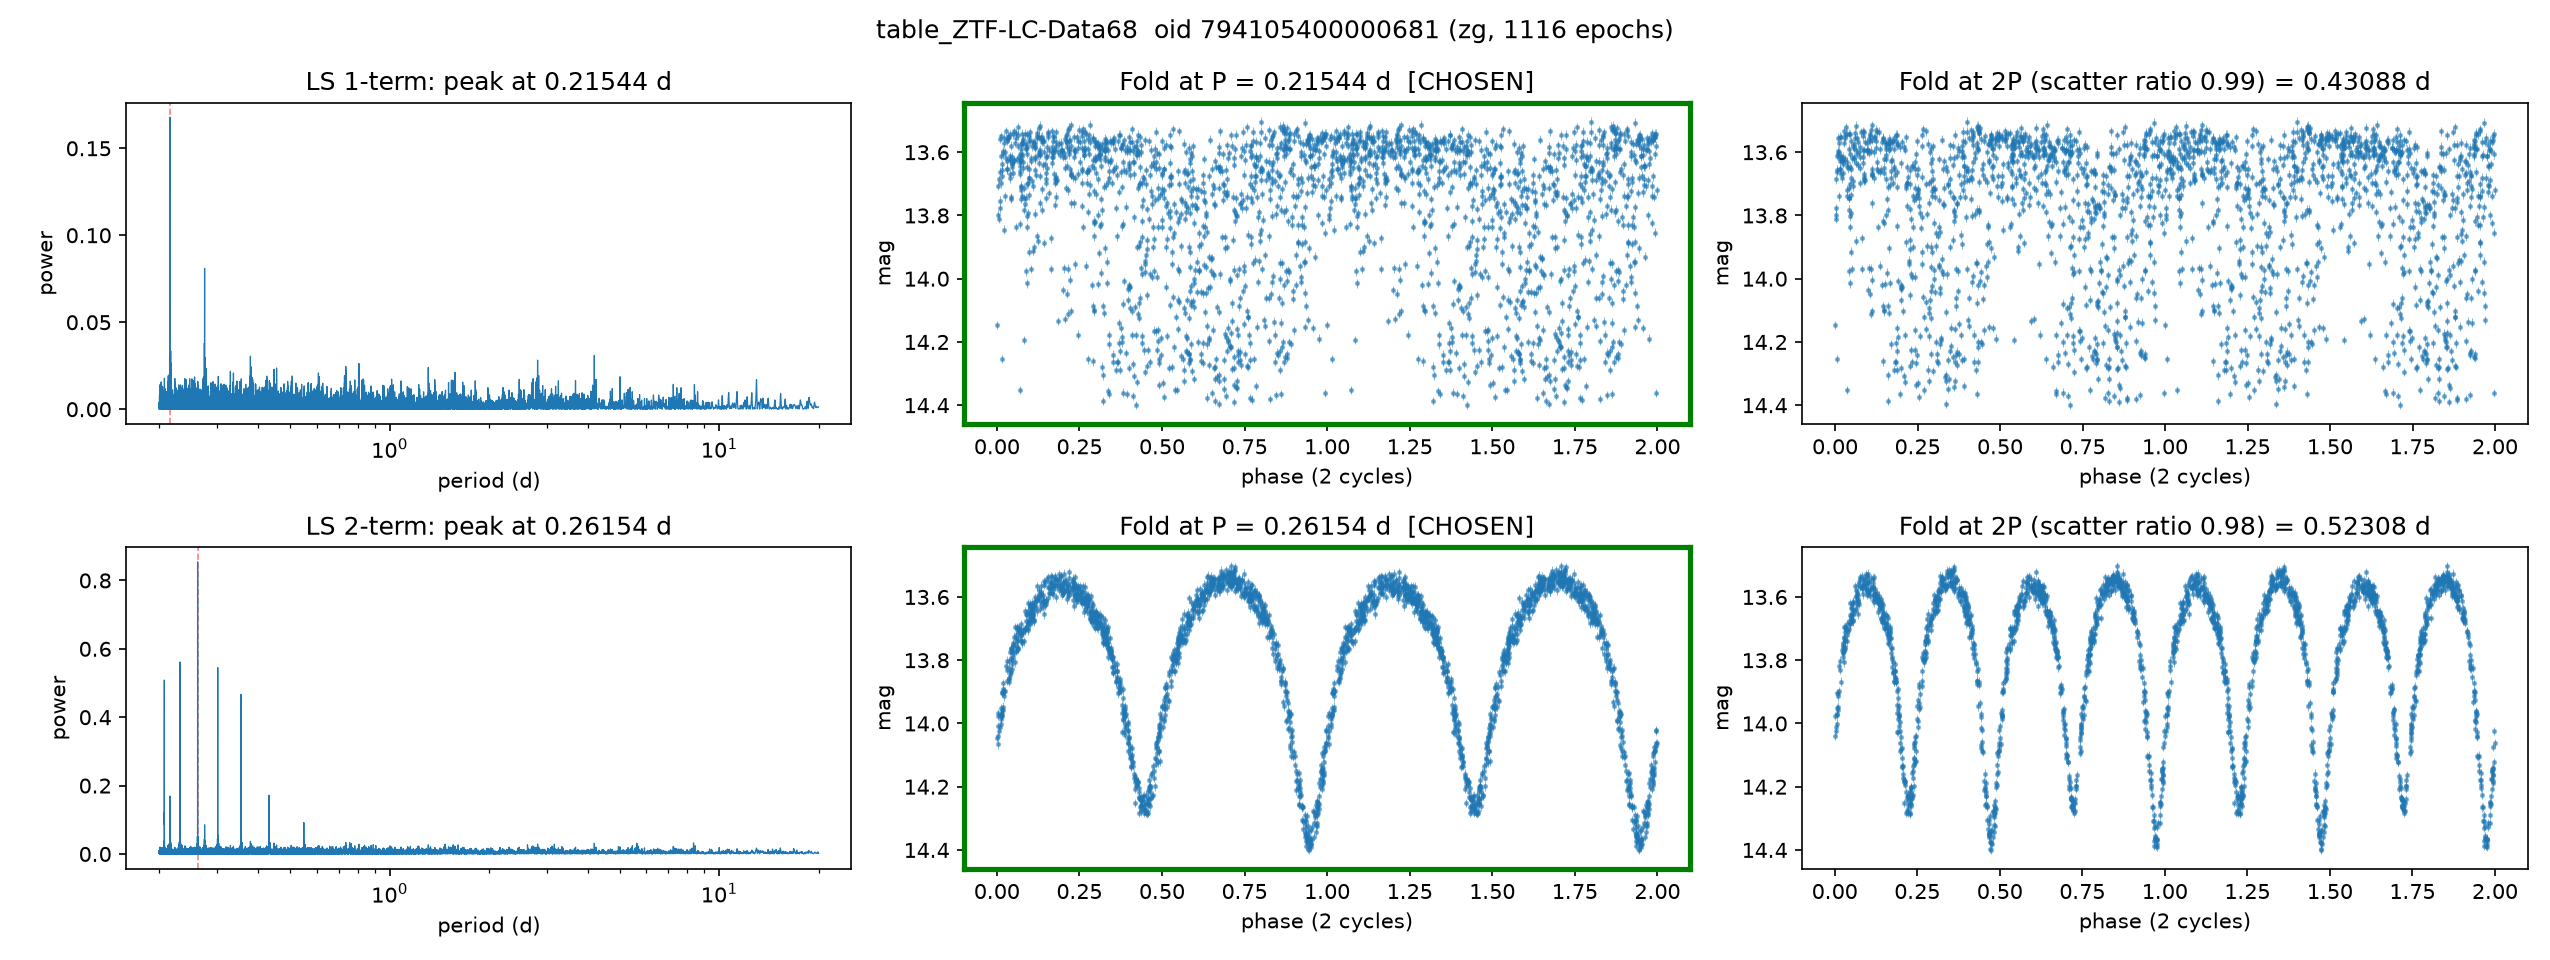 table_ZTF-LC-Data68  oid 794105400000681 (zg, 1116 epochs)
LS 1-term: peak at 0.21544 d
power
0.15
0.10
0.05
0.00
10⁰
10¹
period (d)
Fold at P = 0.21544 d  [CHOSEN]
mag
13.6
13.8
14.0
14.2
14.4
0.00 0.25 0.50 0.75 1.00 1.25 1.50 1.75 2.00
phase (2 cycles)
Fold at 2P (scatter ratio 0.99) = 0.43088 d
mag
13.6
13.8
14.0
14.2
14.4
0.00 0.25 0.50 0.75 1.00 1.25 1.50 1.75 2.00
phase (2 cycles)
LS 2-term: peak at 0.26154 d
power
0.8
0.6
0.4
0.2
0.0
10⁰
10¹
period (d)
Fold at P = 0.26154 d  [CHOSEN]
mag
13.6
13.8
14.0
14.2
14.4
0.00 0.25 0.50 0.75 1.00 1.25 1.50 1.75 2.00
phase (2 cycles)
Fold at 2P (scatter ratio 0.98) = 0.52308 d
mag
13.6
13.8
14.0
14.2
14.4
0.00 0.25 0.50 0.75 1.00 1.25 1.50 1.75 2.00
phase (2 cycles)